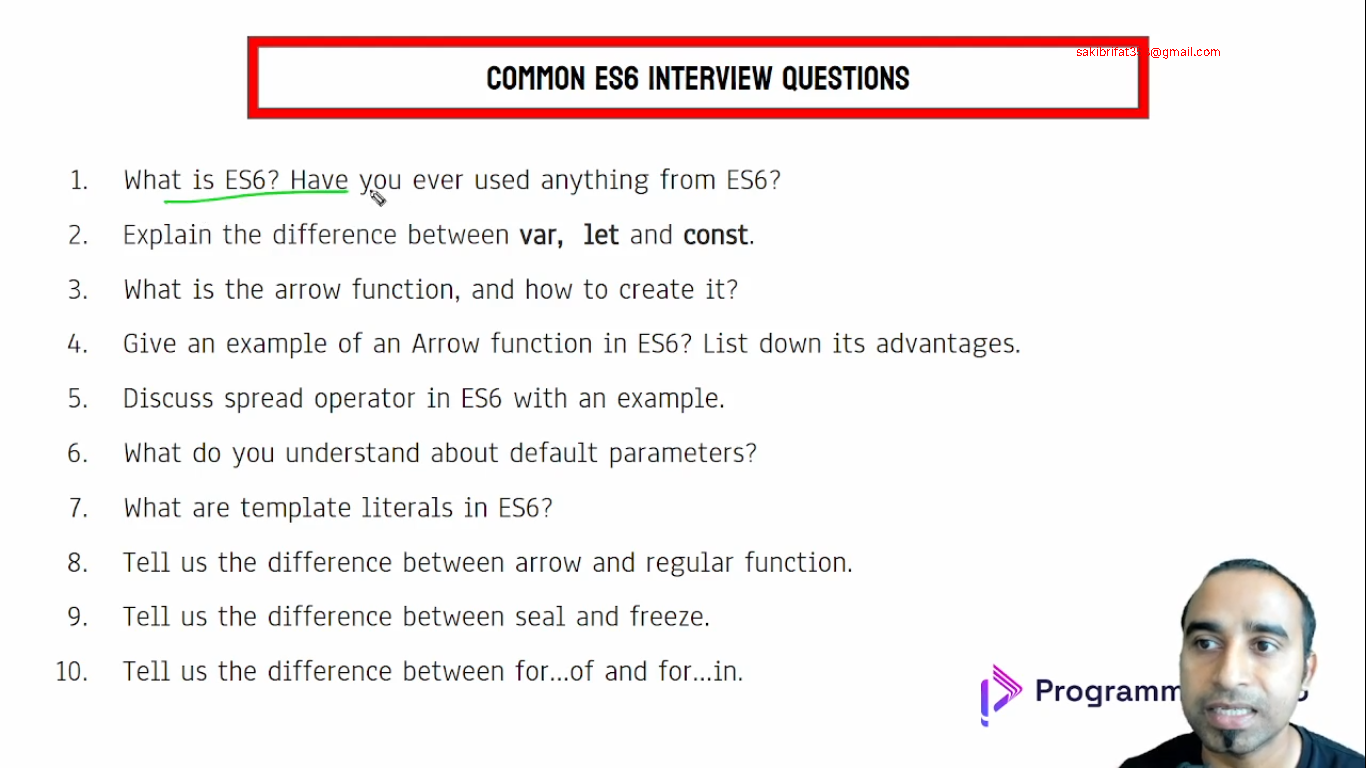 sakibrifat3 @gmail.com
COMMON ES6 INTERVIEW QUESTIONS
1. What is ES6? Have you ever used anything from ES6?
2. Explain the difference between var, let and const.
3. What is the arrow function, and how to create it?
4. Give an example of an Arrow function in ES6? List down its advantages.
5. Discuss spread operator in ES6 with an example.
6. What do you understand about default parameters?
7. What are template literals in ES6?
8. Tell us the difference between arrow and regular function.
9. Tell us the difference between seal and freeze.
10. Tell us the difference between for...of and for...in.
Programm